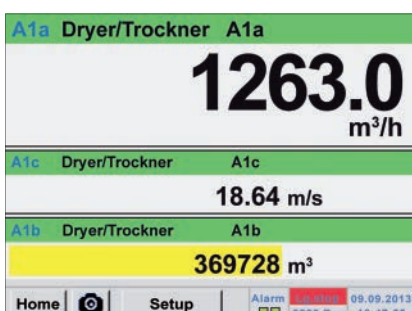 A1a Dryer/Trockner A1a
1263.0
m³/h
A1c Dryer/Trockner A1c
18.64 m/s
A1b Dryer/Trockner A1b
369728 m³
Home Setup Alarm 09.09.2013